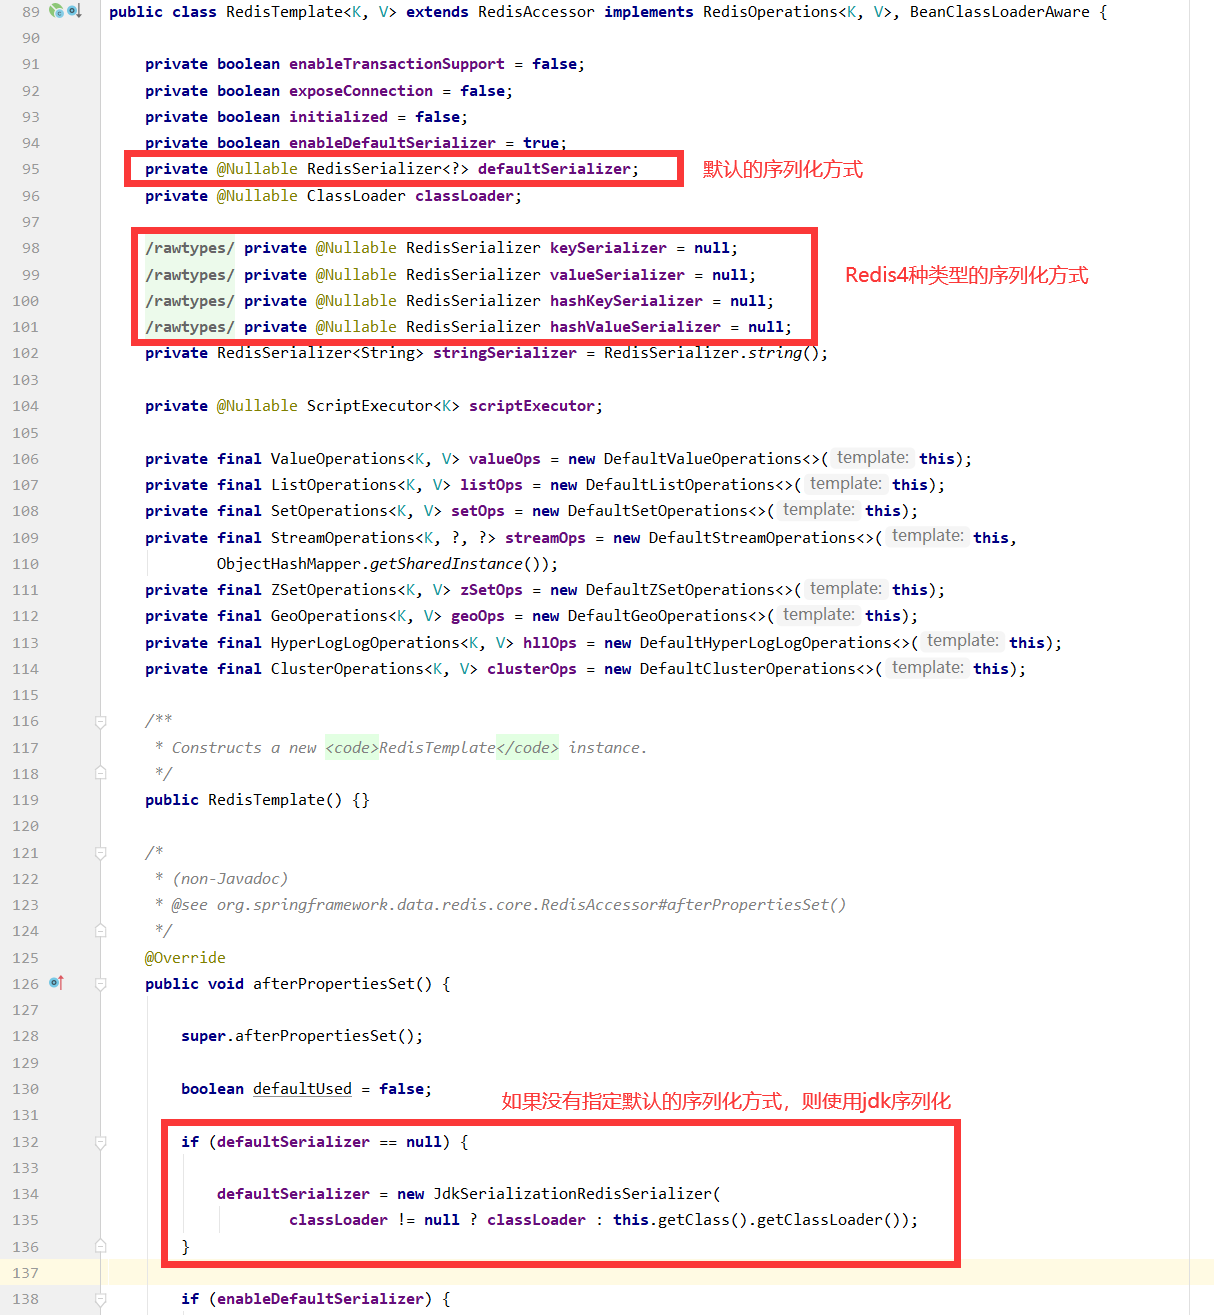 89 public class RedisTemplate<K, V> extends RedisAccessor implements RedisOperations<K, V>, BeanClassLoaderAware {
90
91 private boolean enableTransactionSupport = false;
92 private boolean exposeConnection = false;
93 private boolean initialized = false;
94 private boolean enableDefaultSerializer = true;
95 private @Nullable RedisSerializer<?> defaultSerializer; 默认的序列化方式
96 private @Nullable ClassLoader classLoader;
97
98 /rawtypes/ private @Nullable RedisSerializer keySerializer = null;
99 /rawtypes/ private @Nullable RedisSerializer valueSerializer = null; Redis4种类型的序列化方式
100 /rawtypes/ private @Nullable RedisSerializer hashKeySerializer = null;
101 /rawtypes/ private @Nullable RedisSerializer hashValueSerializer = null;
102 private RedisSerializer<String> stringSerializer = RedisSerializer.string();
103
104 private @Nullable ScriptExecutor<K> scriptExecutor;
105
106 private final ValueOperations<K, V> valueOps = new DefaultValueOperations<>( template: this);
107 private final ListOperations<K, V> listOps = new DefaultListOperations<>( template: this);
108 private final SetOperations<K, V> setOps = new DefaultSetOperations<>( template: this);
109 private final StreamOperations<K, ?, ?> streamOps = new DefaultStreamOperations<>( template: this,
110 ObjectHashMapper.getSharedInstance());
111 private final ZSetOperations<K, V> zSetOps = new DefaultZSetOperations<>( template: this);
112 private final GeoOperations<K, V> geoOps = new DefaultGeoOperations<>( template: this);
113 private final HyperLogLogOperations<K, V> hllOps = new DefaultHyperLogLogOperations<>( template: this);
114 private final ClusterOperations<K, V> clusterOps = new DefaultClusterOperations<>( template: this);
115
116 /**
117 * Constructs a new <code>RedisTemplate</code> instance.
118 */
119 public RedisTemplate() {}
120
121 /*
122 * (non-Javadoc)
123 * @see org.springframework.data.redis.core.RedisAccessor#afterPropertiesSet()
124 */
125 @Override
126 public void afterPropertiesSet() {
127
128 super.afterPropertiesSet();
129
130 boolean defaultUsed = false;
如果没有指定默认的序列化方式，则使用jdk序列化
131
132 if (defaultSerializer == null) {
133
134 defaultSerializer = new JdkSerializationRedisSerializer(
135 classLoader != null ? classLoader : this.getClass().getClassLoader());
136 }
137
138 if (enableDefaultSerializer) {